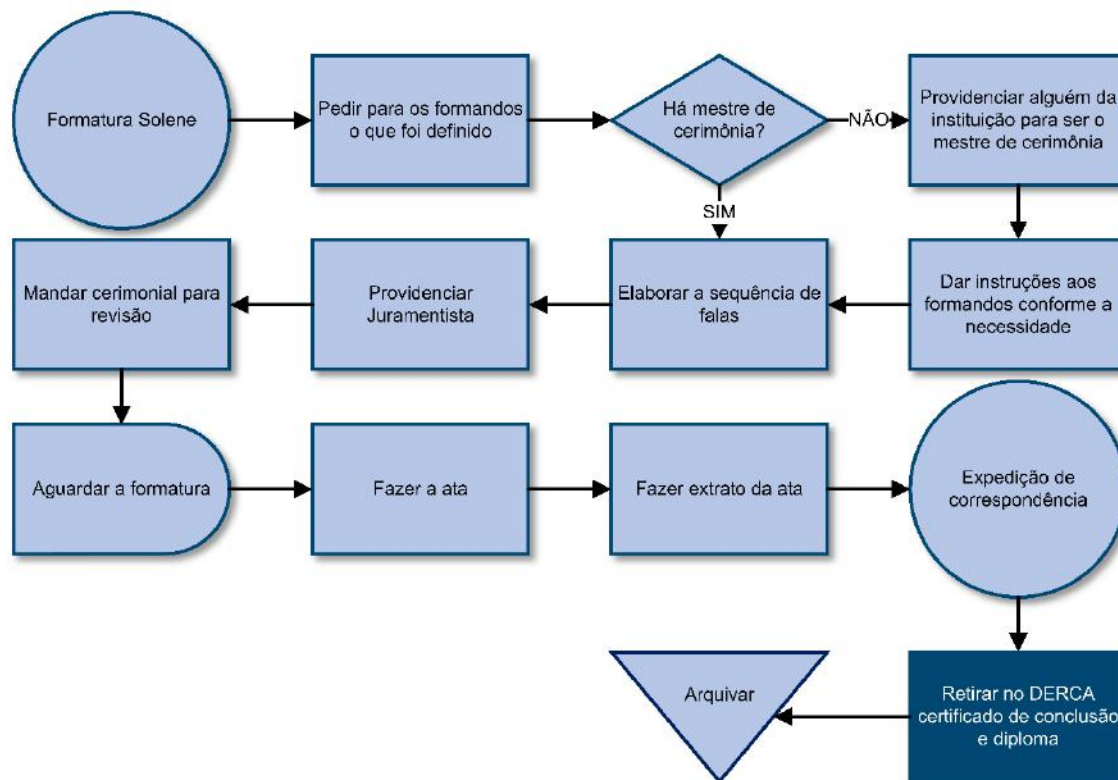 Formatura Solene
Pedir para os formandos
o que foi definido
Há mestre de
cerimônia?
NÃO
Providenciar alguém da
instituição para ser o
mestre de cerimônia
SIM
Dar instruções aos
formandos conforme a
necessidade
Elaborar a sequência de
falas
Providenciar
Juramentista
Mandar cerimonial para
revisão
Aguardar a formatura
Fazer a ata
Fazer extrato da ata
Expedição de
correspondência
Retirar no DERCA
certificado de conclusão
e diploma
Arquivar